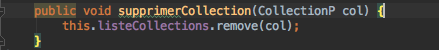 public void supprimerCollection(CollectionP col) {
this.listeCollections.remove(col);
}